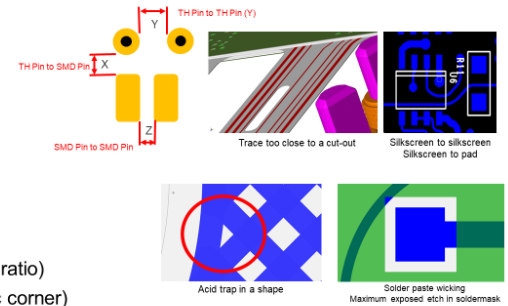 TH Pin to TH Pin (Y)
Y
TH Pin to SMD Pin
X
Z
SMD Pin to SMD Pin
Trace too close to a cut-out
R11
U6
Silkscreen to silkscreen
Silkscreen to pad
Acid trap in a shape
Solder paste wicking
Maximum exposed etch in soldermask
ratio)
corner)